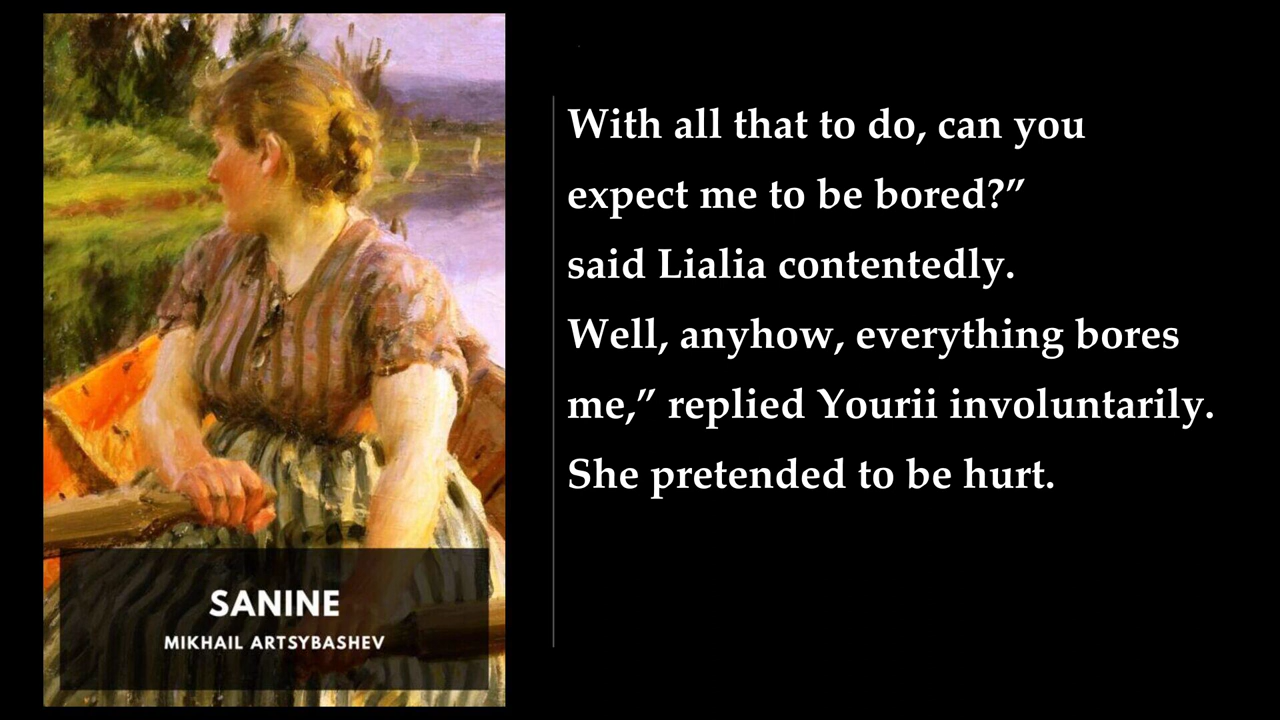 SANINE
MIKHAIL ARTSYBASHEV
With all that to do, can you
expect me to be bored?”
said Lialia contentedly.
Well, anyhow, everything bores
me,” replied Yourii involuntarily.
She pretended to be hurt.